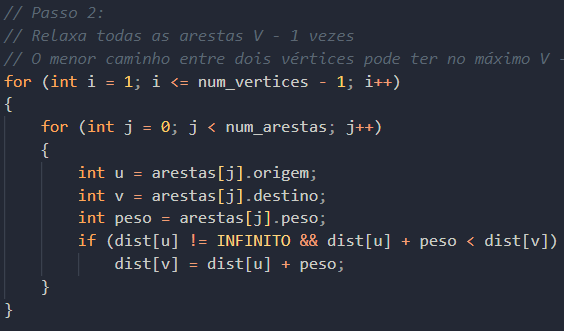 // Passo 2:
// Relaxa todas as arestas V - 1 vezes
// O menor caminho entre dois vértices pode ter no máximo V -
for (int i = 1; i <= num_vertices - 1; i++)
{
    for (int j = 0; j < num_arestas; j++)
    {
        int u = arestas[j].origem;
        int v = arestas[j].destino;
        int peso = arestas[j].peso;
        if (dist[u] != INFINITO && dist[u] + peso < dist[v])
            dist[v] = dist[u] + peso;
    }
}